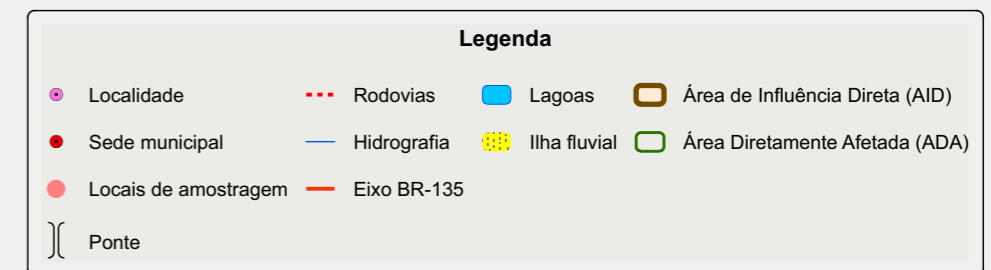 Legenda
Localidade Rodovias Lagoas Área de Influência Direta (AID)
Sede municipal Hidrografia Ilha fluvial Área Diretamente Afetada (ADA)
Locais de amostragem Eixo BR-135
Ponte